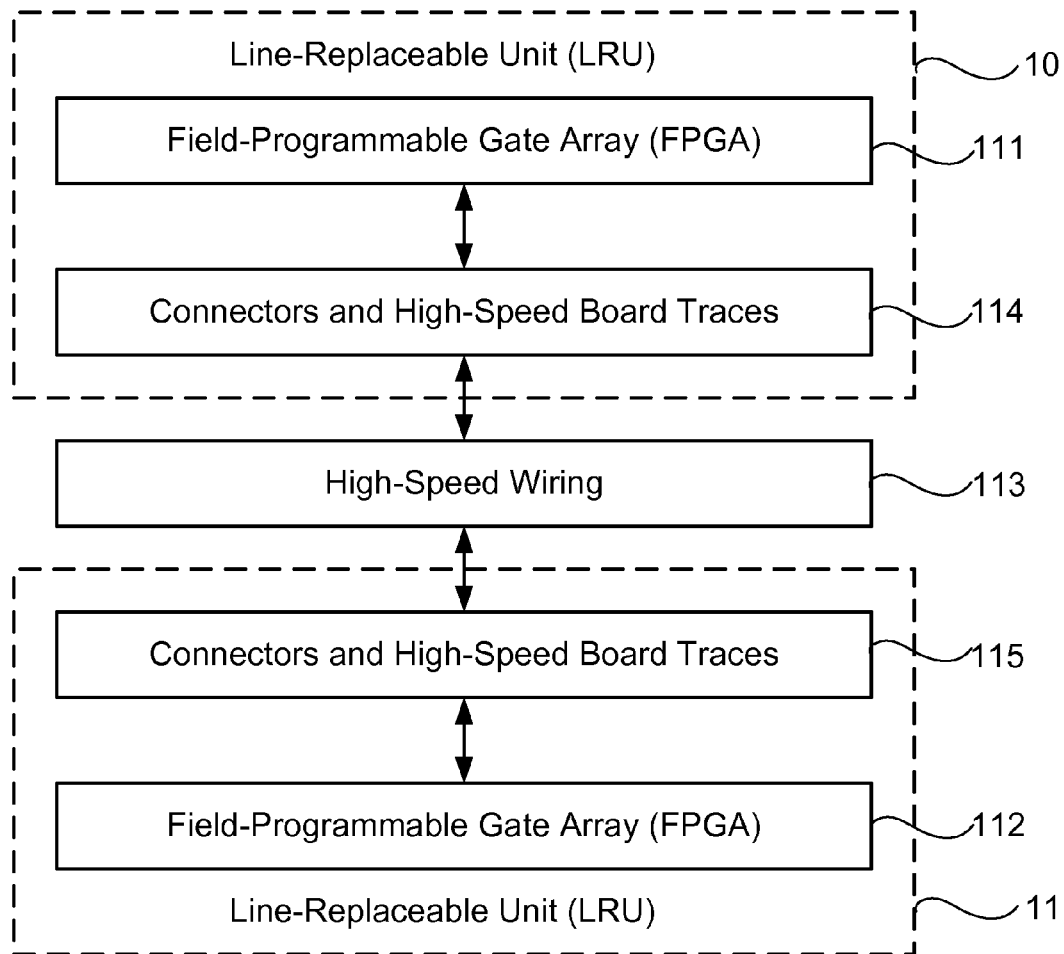 Line-Replaceable Unit (LRU)
10
Field-Programmable Gate Array (FPGA)
111
Connectors and High-Speed Board Traces
114
High-Speed Wiring
113
Connectors and High-Speed Board Traces
115
Field-Programmable Gate Array (FPGA)
112
Line-Replaceable Unit (LRU)
11